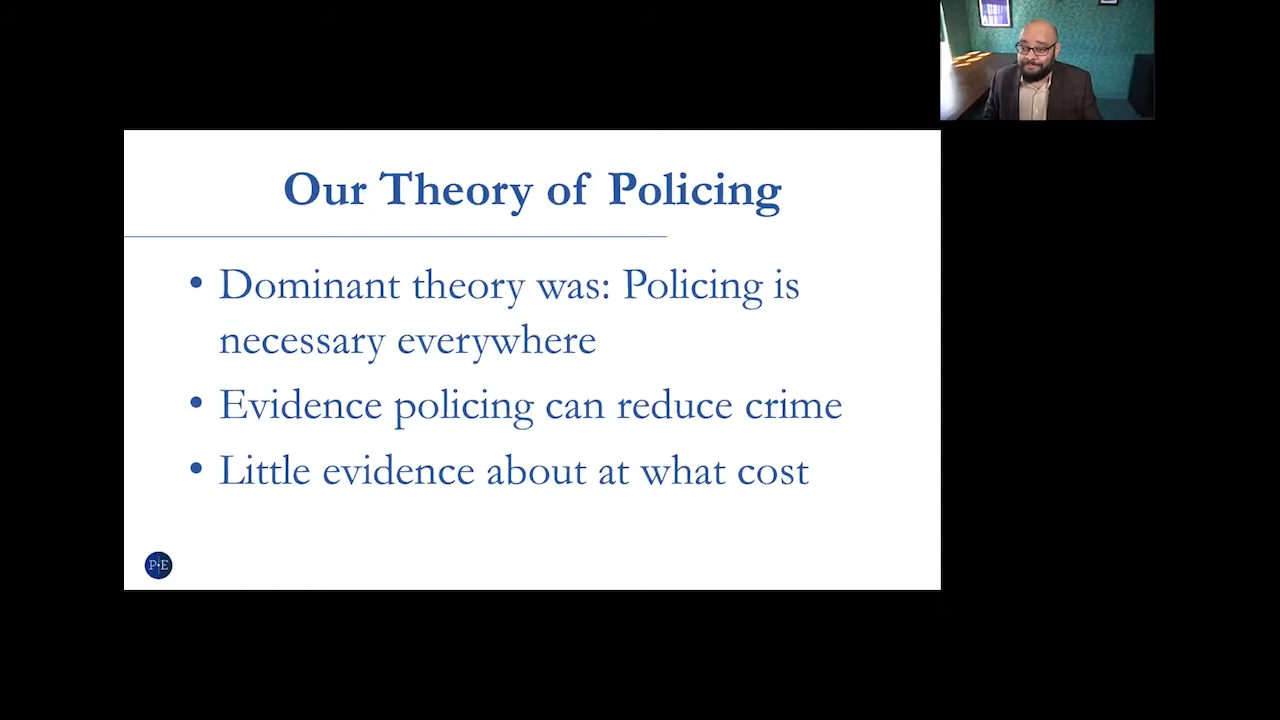 Our Theory of Policing
• Dominant theory was: Policing is
necessary everywhere
• Evidence policing can reduce crime
• Little evidence about at what cost
P•E